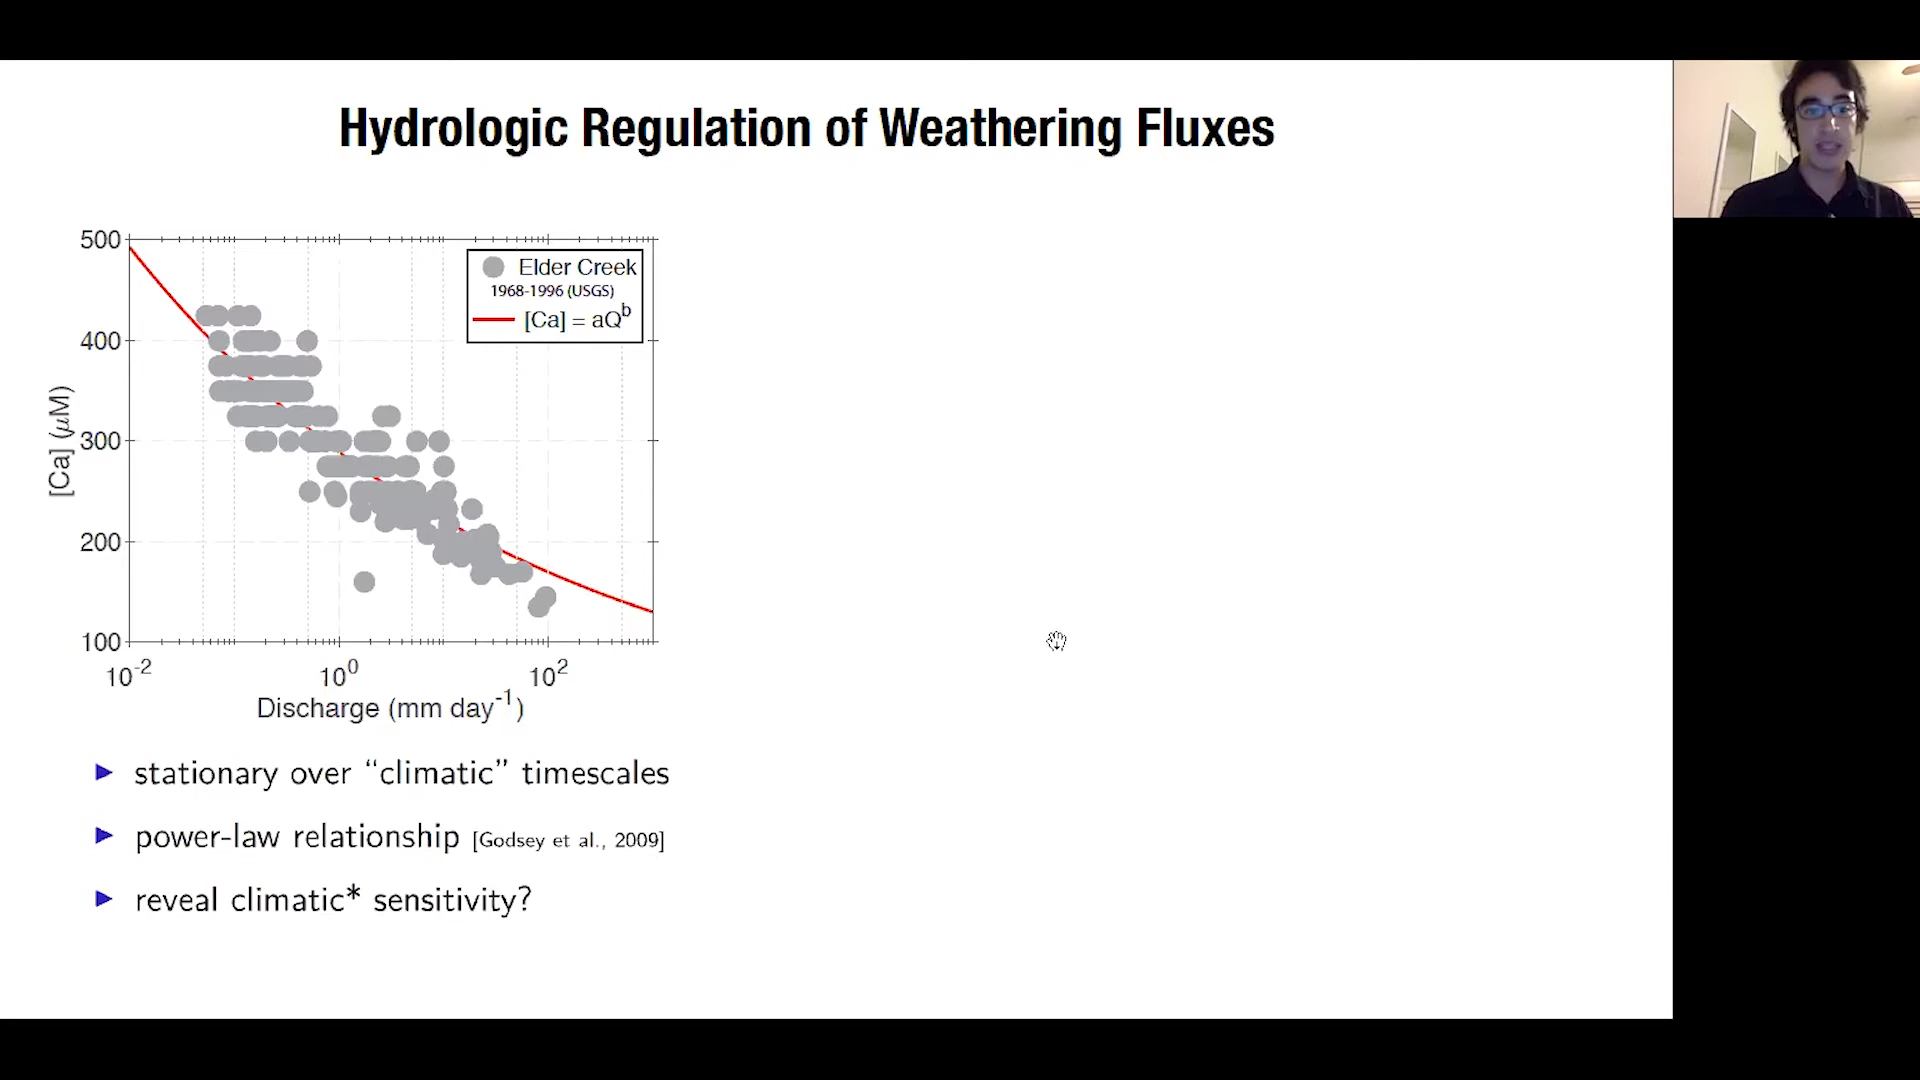 Hydrologic Regulation of Weathering Fluxes
500
400
300
200
100
[Ca] (μM)
Elder Creek
1968-1996 (USGS)
[Ca] = aQ^b
10^-2
10^0
10^2
Discharge (mm day^-1)
▶ stationary over “climatic” timescales
▶ power-law relationship [Godsey et al., 2009]
▶ reveal climatic* sensitivity?